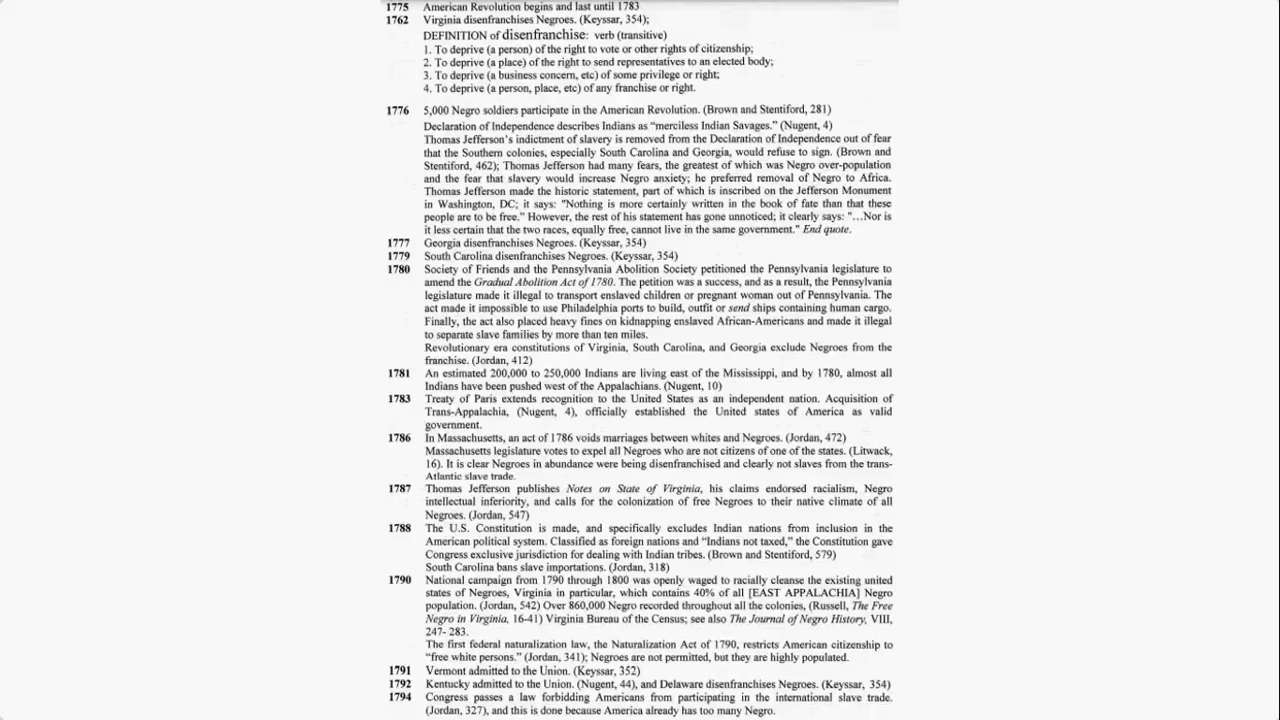 1775 American Revolution begins and last until 1783
1762 Virginia disenfranchises Negroes. (Keyssar, 354);
DEFINITION of disenfranchise: verb (transitive)
1. To deprive (a person) of the right to vote or other rights of citizenship;
2. To deprive (a place) of the right to send representatives to an elected body;
3. To deprive (a business concern, etc) of some privilege or right;
4. To deprive (a person, place, etc) of any franchise or right.
1776 5,000 Negro soldiers participate in the American Revolution. (Brown and Stentiford, 281)
Declaration of Independence describes Indians as “merciless Indian Savages.” (Nugent, 4)
Thomas Jefferson’s indictment of slavery is removed from the Declaration of Independence out of fear
that the Southern colonies, especially South Carolina and Georgia, would refuse to sign. (Brown and
Stentiford, 462); Thomas Jefferson had many fears, the greatest of which was Negro over-population
and the fear that slavery would increase Negro anxiety; he preferred removal of Negro to Africa.
Thomas Jefferson made the historic statement, part of which is inscribed on the Jefferson Monument
in Washington, DC; it says: "Nothing is more certainly written in the book of fate than that these
people are to be free." However, the rest of his statement has gone unnoticed; it clearly says: "…Nor is
it less certain that the two races, equally free, cannot live in the same government." End quote.
1777 Georgia disenfranchises Negroes. (Keyssar, 354)
1779 South Carolina disenfranchises Negroes. (Keyssar, 354)
1780 Society of Friends and the Pennsylvania Abolition Society petitioned the Pennsylvania legislature to
amend the Gradual Abolition Act of 1780. The petition was a success, and as a result, the Pennsylvania
legislature made it illegal to transport enslaved children or pregnant woman out of Pennsylvania. The
act made it impossible to use Philadelphia ports to build, outfit or send ships containing human cargo.
Finally, the act also placed heavy fines on kidnapping enslaved African-Americans and made it illegal
to separate slave families by more than ten miles.
Revolutionary era constitutions of Virginia, South Carolina, and Georgia exclude Negroes from the
franchise. (Jordan, 412)
1781 An estimated 200,000 to 250,000 Indians are living east of the Mississippi, and by 1780, almost all
Indians have been pushed west of the Appalachians. (Nugent, 10)
1783 Treaty of Paris extends recognition to the United States as an independent nation. Acquisition of
Trans-Appalachia, (Nugent, 4), officially established the United states of America as valid
government.
1786 In Massachusetts, an act of 1786 voids marriages between whites and Negroes. (Jordan, 472)
Massachusetts legislature votes to expel all Negroes who are not citizens of one of the states. (Litwack,
16). It is clear Negroes in abundance were being disenfranchised and clearly not slaves from the trans-
Atlantic slave trade.
1787 Thomas Jefferson publishes Notes on State of Virginia, his claims endorsed racialism, Negro
intellectual inferiority, and calls for the colonization of free Negroes to their native climate of all
Negroes. (Jordan, 547)
1788 The U.S. Constitution is made, and specifically excludes Indian nations from inclusion in the
American political system. Classified as foreign nations and “Indians not taxed,” the Constitution gave
Congress exclusive jurisdiction for dealing with Indian tribes. (Brown and Stentiford, 579)
South Carolina bans slave importations. (Jordan, 318)
1790 National campaign from 1790 through 1800 was openly waged to racially cleanse the existing united
states of Negroes, Virginia in particular, which contains 40% of all [EAST APPALACHIA] Negro
population. (Jordan, 542) Over 860,000 Negro recorded throughout all the colonies, (Russell, The Free
Negro in Virginia, 16-41) Virginia Bureau of the Census; see also The Journal of Negro History, VIII,
247- 283.
The first federal naturalization law, the Naturalization Act of 1790, restricts American citizenship to
“free white persons.” (Jordan, 341); Negroes are not permitted, but they are highly populated.
1791 Vermont admitted to the Union. (Keyssar, 352)
1792 Kentucky admitted to the Union. (Nugent, 44), and Delaware disenfranchises Negroes. (Keyssar, 354)
1794 Congress passes a law forbidding Americans from participating in the international slave trade.
(Jordan, 327), and this is done because America already has too many Negro.